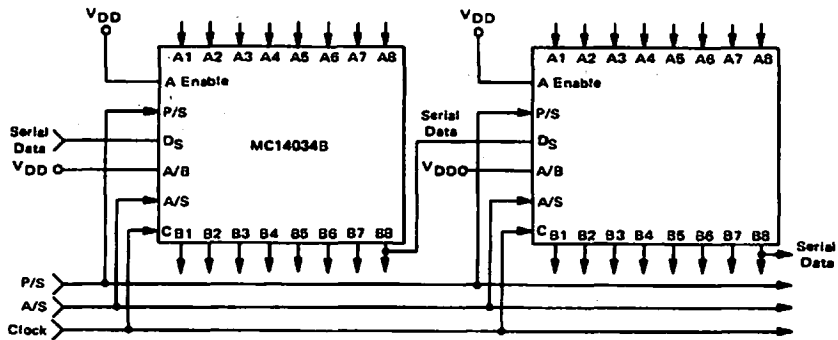 VDD
A1 A2 A3 A4 A5 A6 A7 A8
A Enable
P/S
Serial
Data
DS
MC14034B
VDD
A/B
A/S
C
B1 B2 B3 B4 B5 B6 B7 B8
VDD
A1 A2 A3 A4 A5 A6 A7 A8
A Enable
P/S
Serial
Data
DS
VDD
A/B
A/S
C
B1 B2 B3 B4 B5 B6 B7 B8
Serial
Data
P/S
A/S
Clock